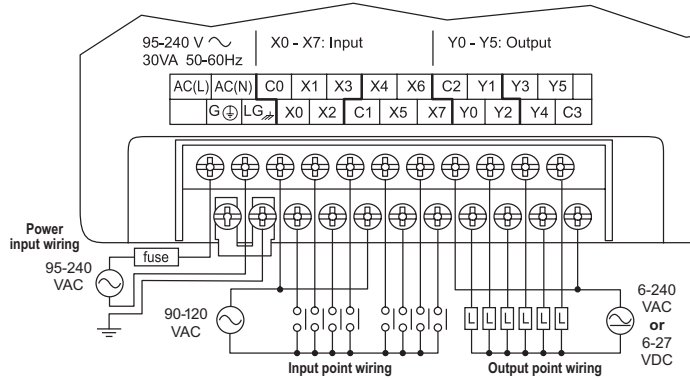 95-240 V
30VA 50-60Hz
X0 - X7: Input
Y0 - Y5: Output
AC(L) AC(N) C0 X1 X3 X4 X6 C2 Y1 Y3 Y5
G LG X0 X2 C1 X5 X7 Y0 Y2 Y4 C3
Power
input wiring
fuse
95-240
VAC
90-120
VAC
L L L L L L
6-240
VAC
or
6-27
VDC
Input point wiring
Output point wiring